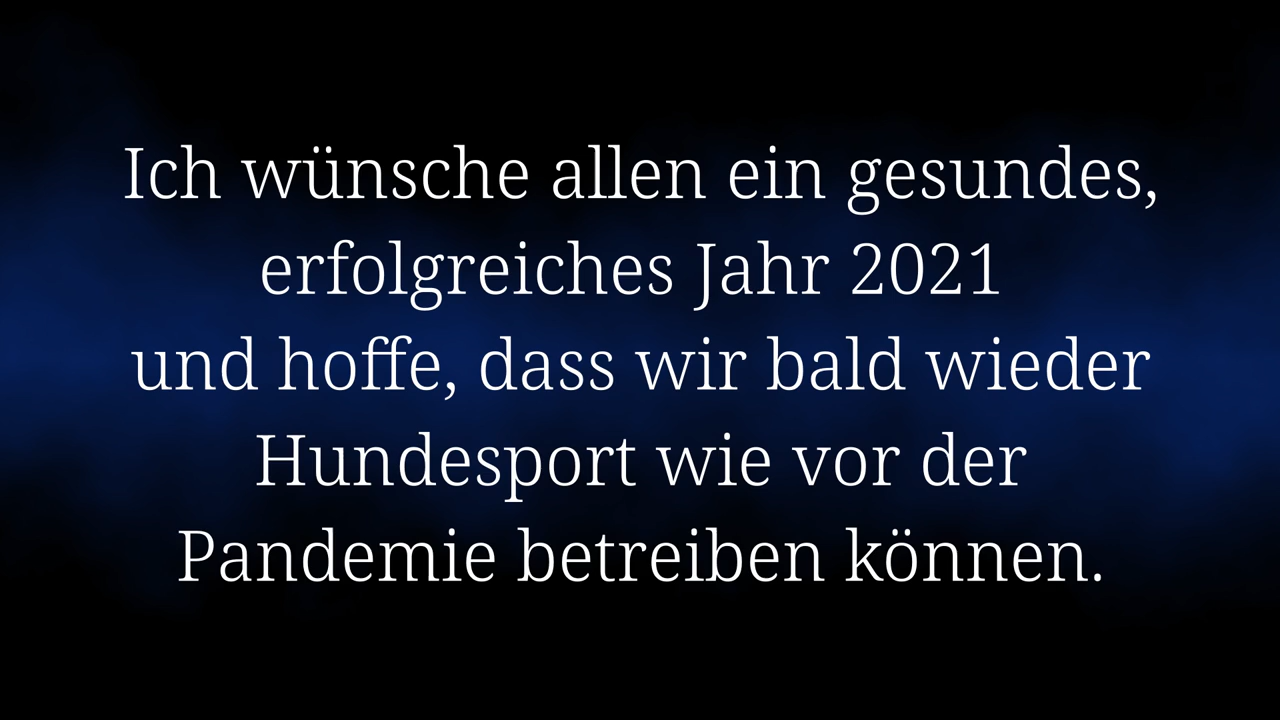 Ich wünsche allen ein gesundes,
erfolgreiches Jahr 2021
und hoffe, dass wir bald wieder
Hundesport wie vor der
Pandemie betreiben können.